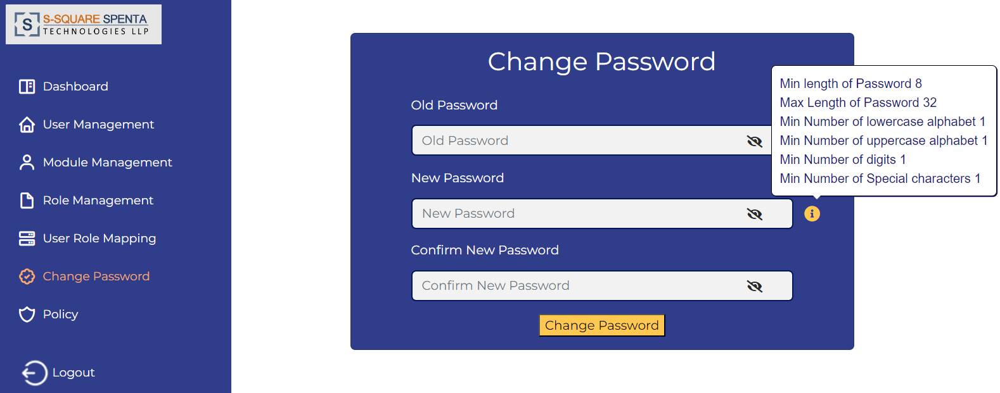 S
S-SQUARE SPENTA
TECHNOLOGIES LLP
Dashboard
User Management
Module Management
Role Management
User Role Mapping
Change Password
Policy
Logout
Change Password
Old Password
Old Password
New Password
New Password
Confirm New Password
Confirm New Password
Change Password
Min length of Password 8
Max Length of Password 32
Min Number of lowercase alphabet 1
Min Number of uppercase alphabet 1
Min Number of digits 1
Min Number of Special characters 1
i